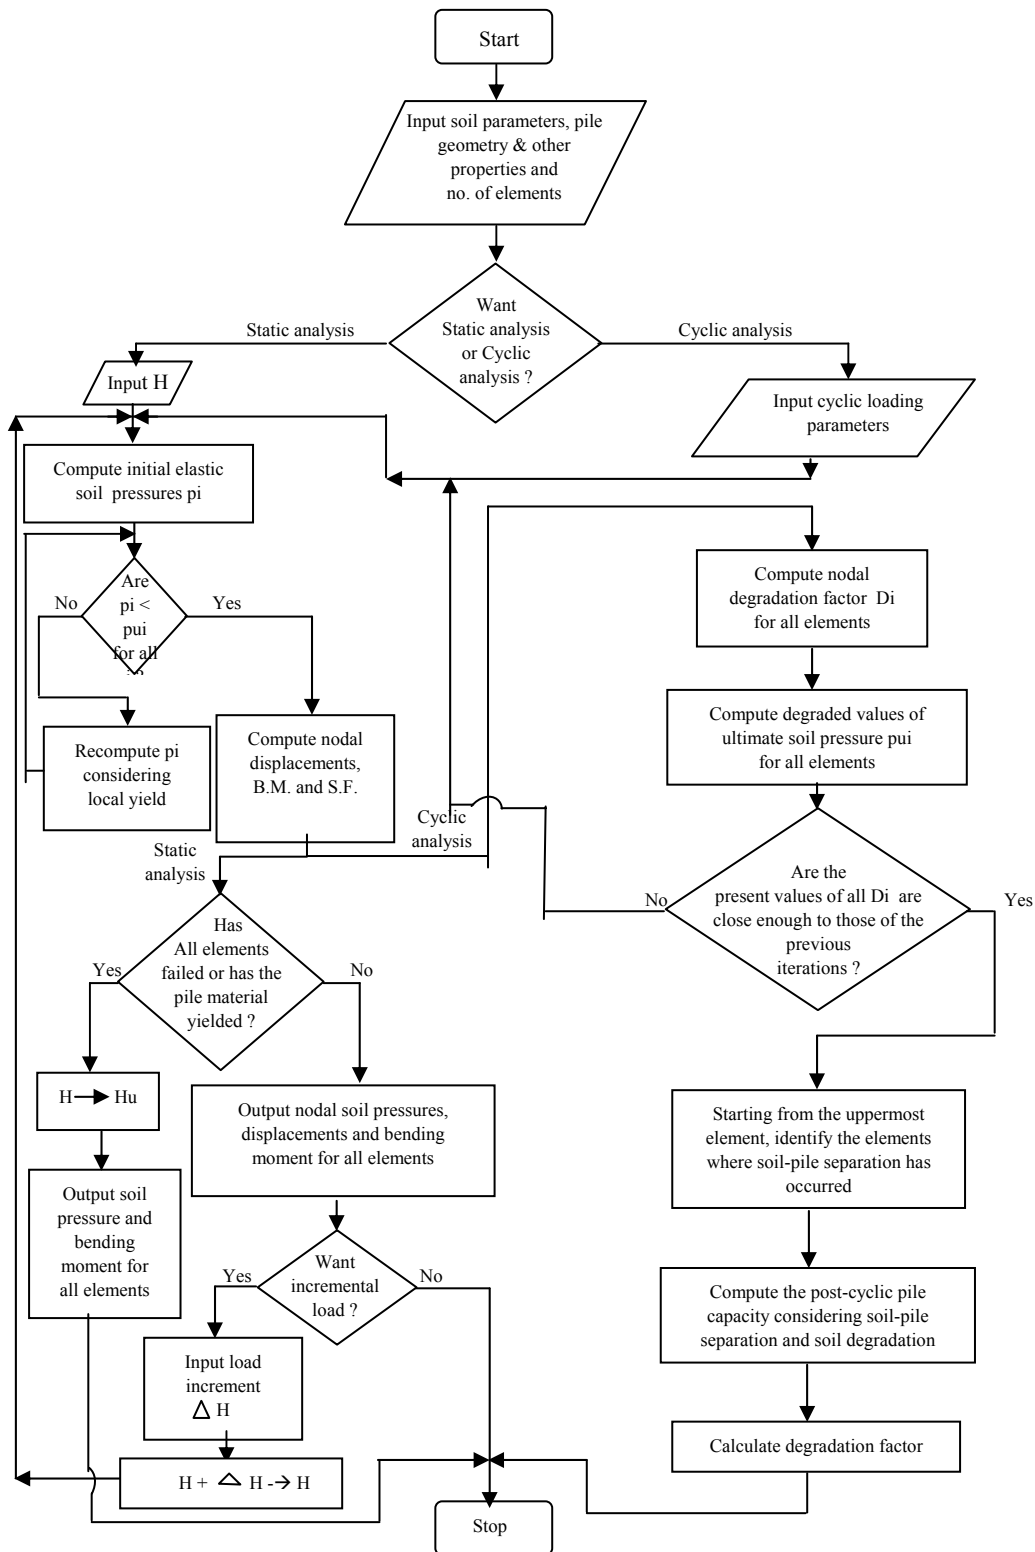 Start
Input soil parameters, pile
geometry & other
properties and
no. of elements
Want
Static analysis
or Cyclic
analysis ?
Static analysis
Cyclic analysis
Input H
Input cyclic loading
parameters
Compute initial elastic
soil pressures pi
Are
pi <
pui
for all
No
Yes
Compute nodal
degradation factor Di
for all elements
Recompute pi
considering
local yield
Compute nodal
displacements,
B.M. and S.F.
Compute degraded values of
ultimate soil pressure pui
for all elements
Cyclic
analysis
Static
analysis
Are the
present values of all Di are
close enough to those of the
previous
iterations ?
No
Yes
Has
All elements
failed or has the
pile material
yielded ?
Yes
No
H → Hu
Output nodal soil pressures,
displacements and bending
moment for all elements
Starting from the uppermost
element, identify the elements
where soil-pile separation has
occurred
Output soil
pressure and
bending
moment for
all elements
Want
incremental
load ?
Yes
No
Compute the post-cyclic pile
capacity considering soil-pile
separation and soil degradation
Input load
increment
△ H
Calculate degradation factor
H + △ H -→ H
Stop